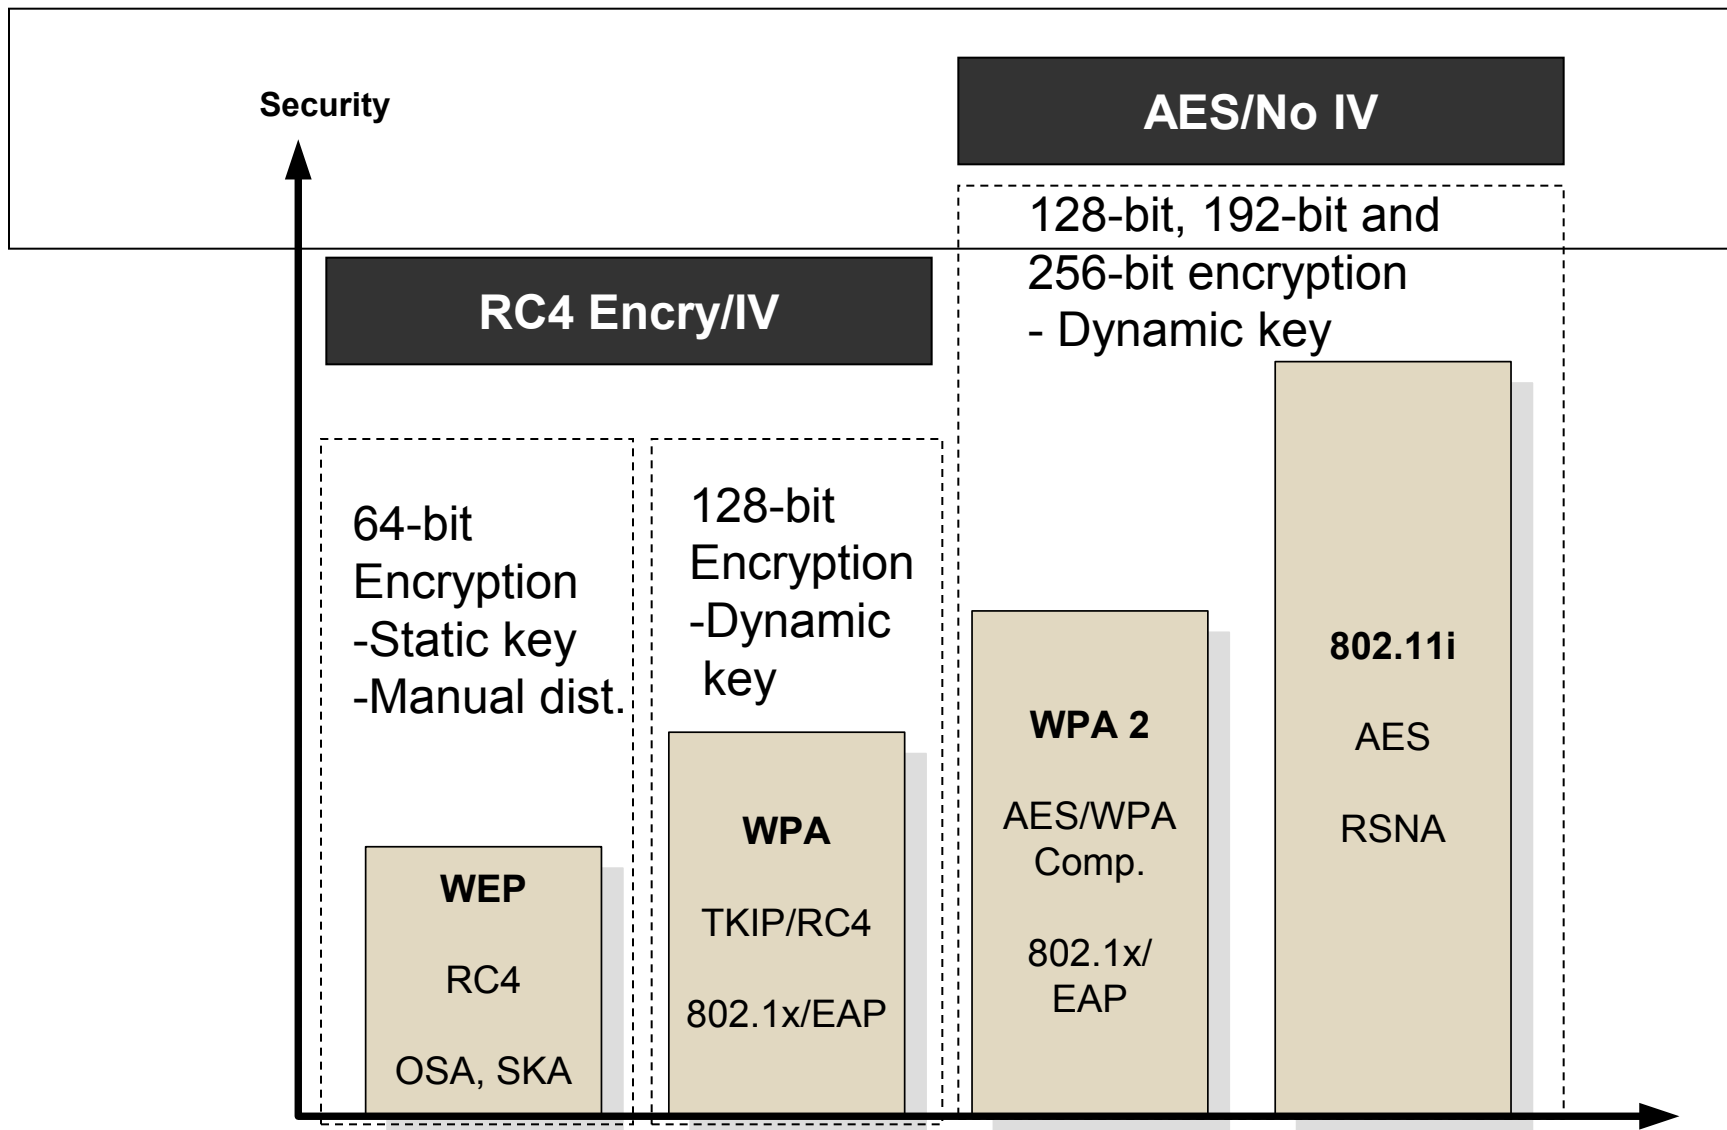 Security
AES/No IV
128-bit, 192-bit and
256-bit encryption
- Dynamic key
RC4 Encry/IV
64-bit
Encryption
-Static key
-Manual dist.
128-bit
Encryption
-Dynamic
key
WEP
RC4
OSA, SKA
WPA
TKIP/RC4
802.1x/EAP
WPA 2
AES/WPA
Comp.
802.1x/
EAP
802.11i
AES
RSNA